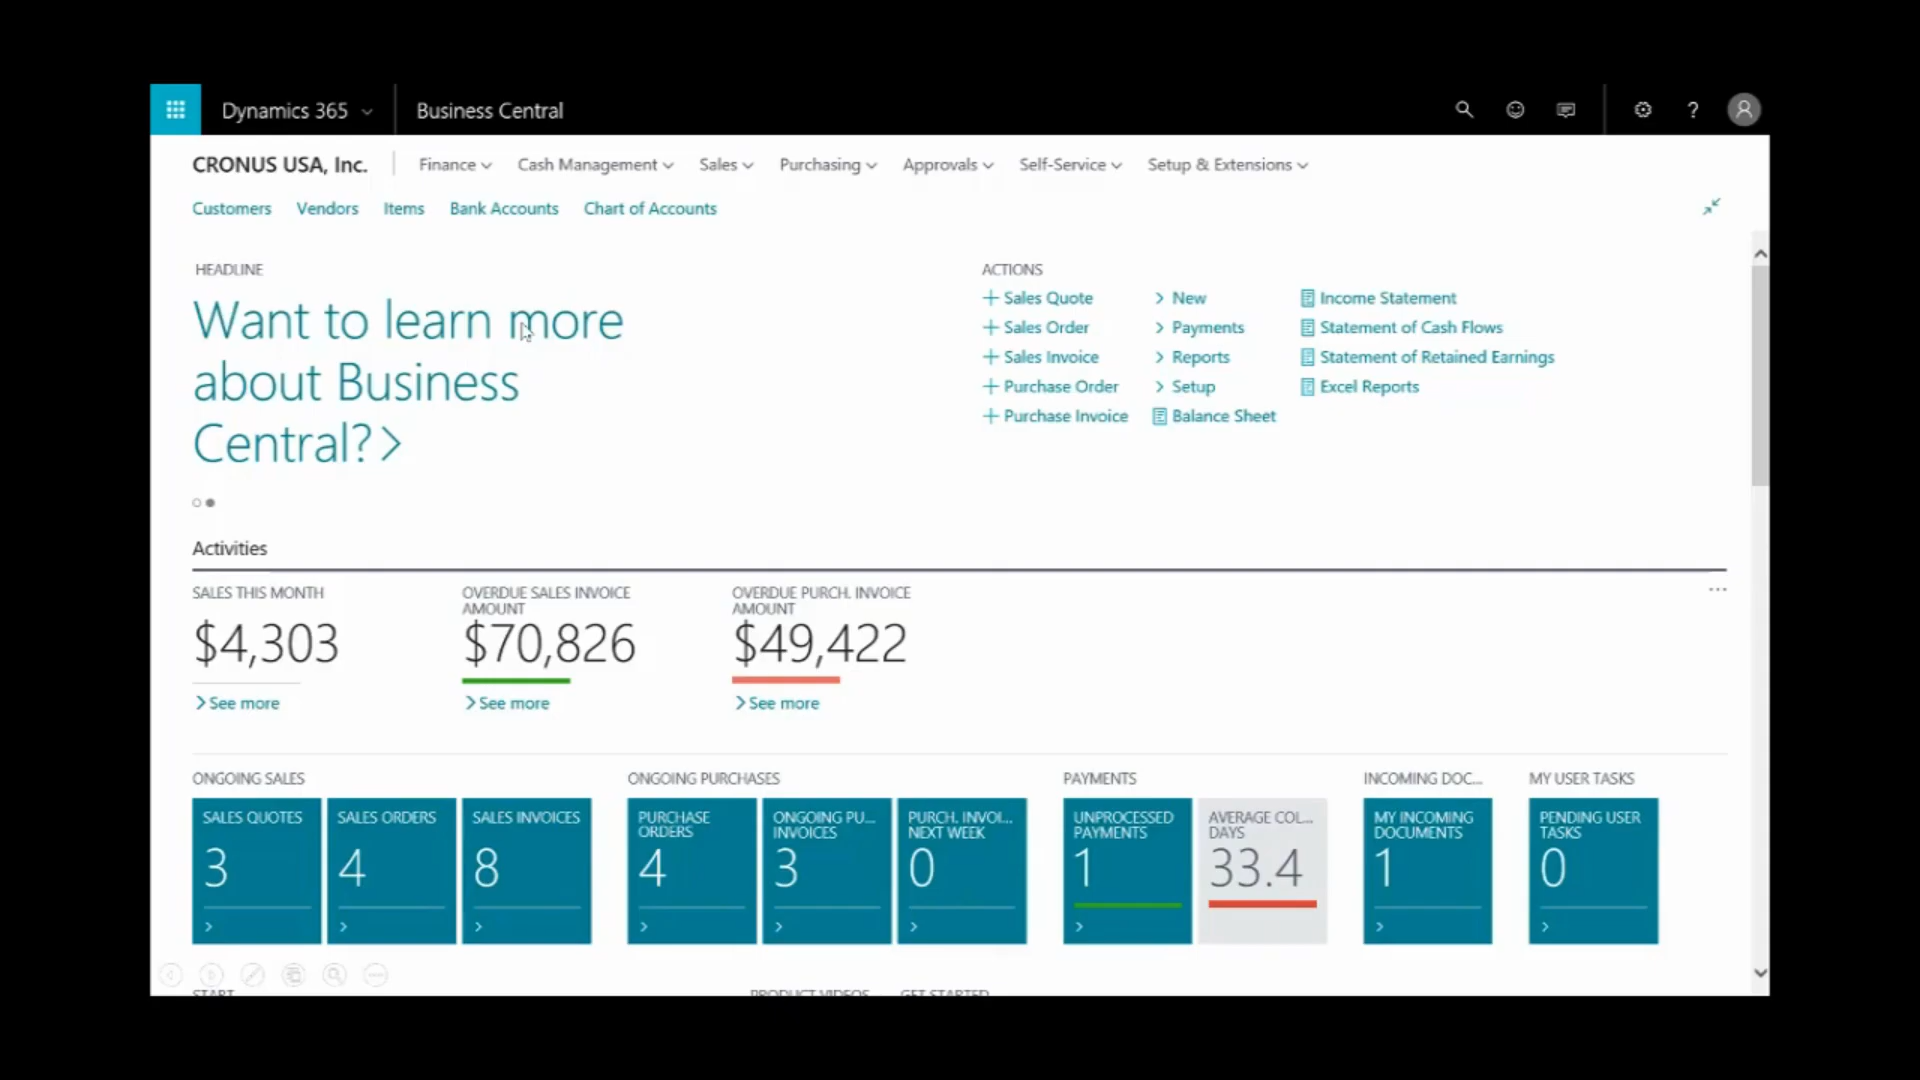 Dynamics 365 Business Central
CRONUS USA, Inc. Finance Cash Management Sales Purchasing Approvals Self-Service Setup & Extensions
Customers Vendors Items Bank Accounts Chart of Accounts
HEADLINE
Want to learn more
about Business
Central?
ACTIONS
Sales Quote New Income Statement
Sales Order Payments Statement of Cash Flows
Sales Invoice Reports Statement of Retained Earnings
Purchase Order Setup Excel Reports
Purchase Invoice Balance Sheet
Activities
SALES THIS MONTH
$4,303
See more
OVERDUE SALES INVOICE
AMOUNT
$70,826
See more
OVERDUE PURCH. INVOICE
AMOUNT
$49,422
See more
ONGOING SALES
SALES QUOTES
3
SALES ORDERS
4
SALES INVOICES
8
ONGOING PURCHASES
PURCHASE
ORDERS
4
ONGOING PU...
INVOICES
3
PURCH. INVOI...
NEXT WEEK
0
PAYMENTS
UNPROCESSED
PAYMENTS
1
AVERAGE COL...
DAYS
33.4
INCOMING DOC...
MY INCOMING
DOCUMENTS
1
MY USER TASKS
PENDING USER
TASKS
0
START PRODUCT VIDEOS GET STARTED